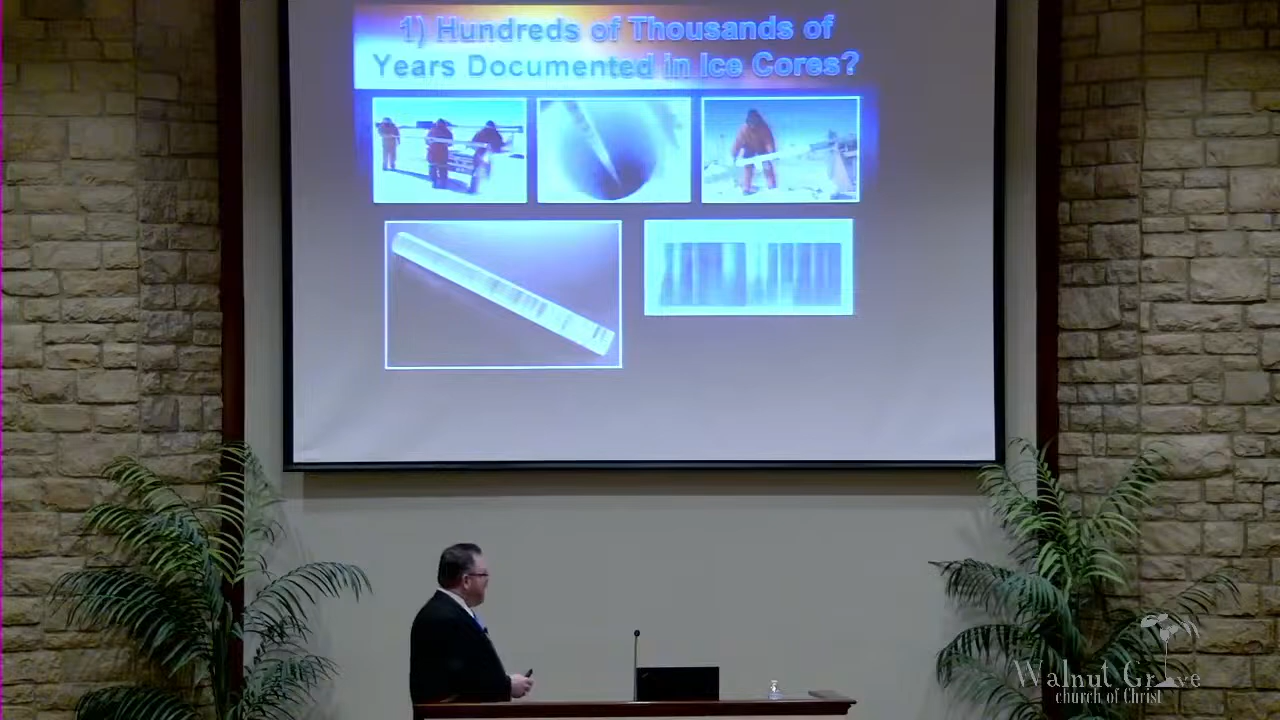 1) Hundreds of Thousands of
Years Documented in Ice Cores?
Walnut Grove
church of Christ